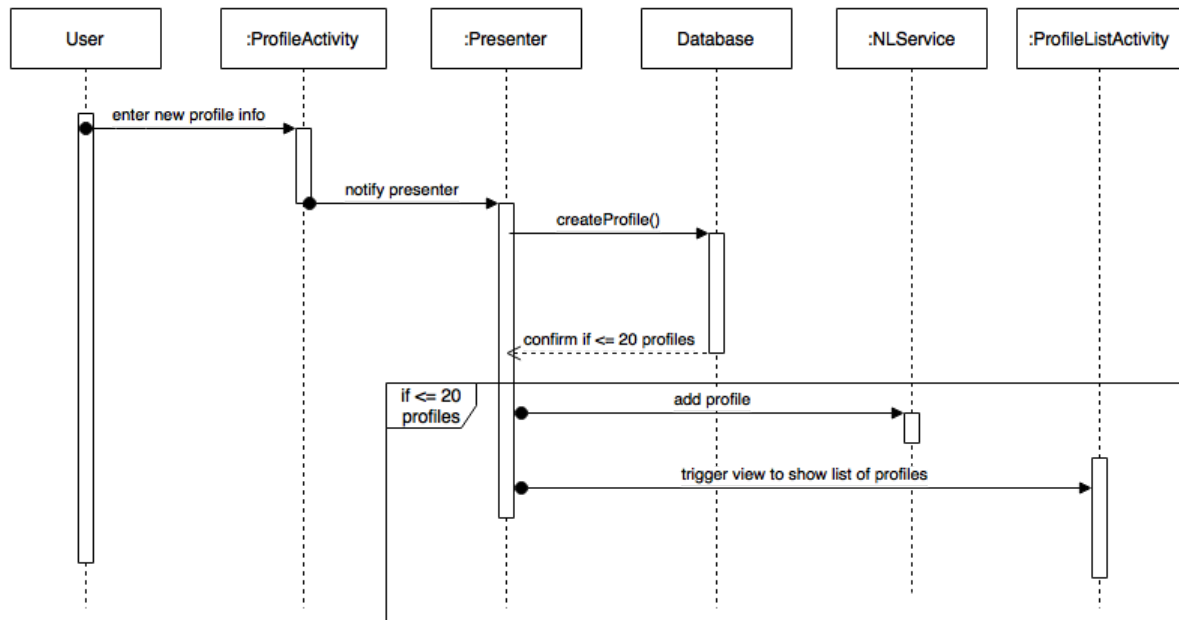 User
:ProfileActivity
:Presenter
Database
:NLService
:ProfileListActivity
enter new profile info
notify presenter
createProfile()
confirm if <= 20 profiles
if <= 20
profiles
add profile
trigger view to show list of profiles